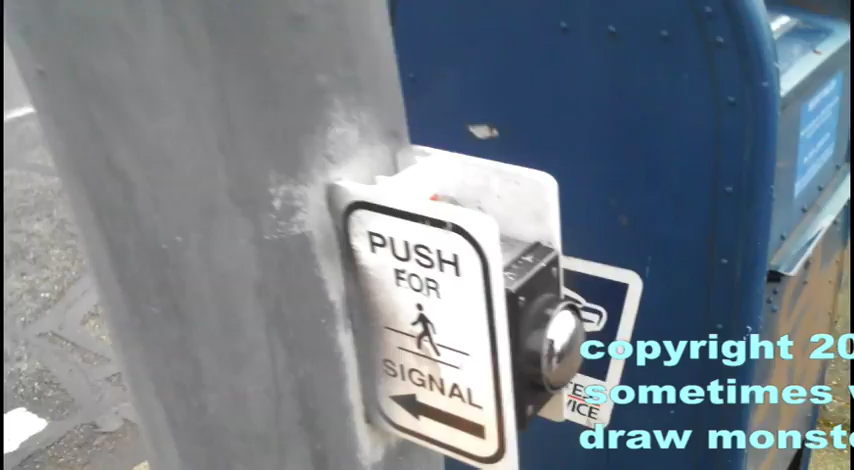 PUSH
FOR
SIGNAL
copyright 20
sometimes
draw monst